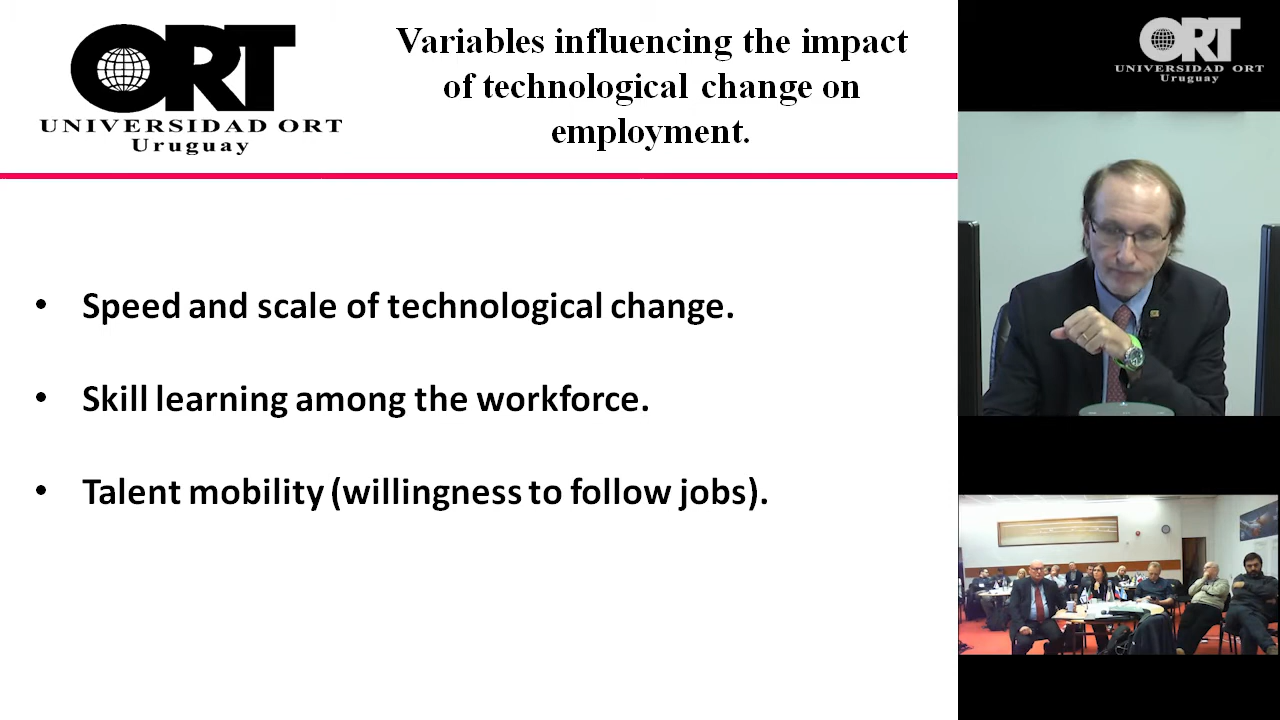 ORT
UNIVERSIDAD ORT
Uruguay
Variables influencing the impact
of technological change on
employment.
• Speed and scale of technological change.
• Skill learning among the workforce.
• Talent mobility (willingness to follow jobs).
ORT
UNIVERSIDAD ORT
Uruguay